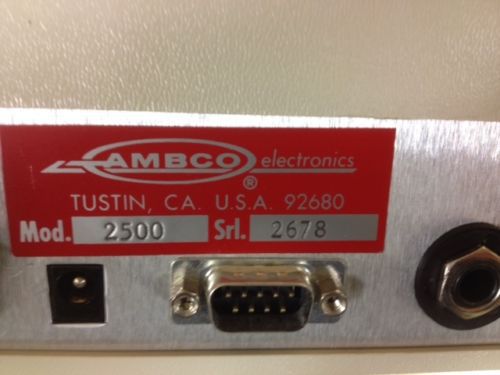 AMBCO electronics
®
TUSTIN, CA. U.S.A. 92680
Mod. 2500 Srl. 2678